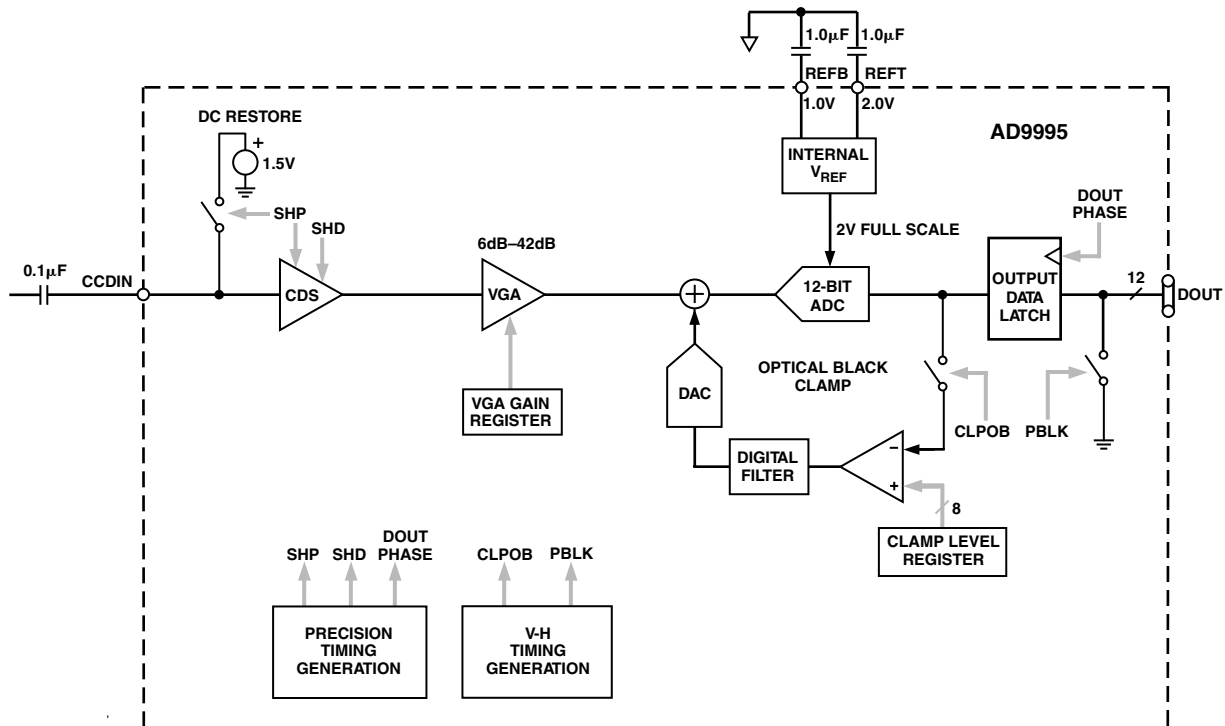 1.0µF 1.0µF
REFB REFT
1.0V 2.0V
DC RESTORE
+
1.5V
AD9995
INTERNAL
VREF
SHP
SHD
DOUT
PHASE
2V FULL SCALE
6dB–42dB
0.1µF
CCDIN
CDS
VGA
+
12-BIT
ADC
OUTPUT
DATA
LATCH
12
DOUT
OPTICAL BLACK
CLAMP
DAC
VGA GAIN
REGISTER
CLPOB
PBLK
DIGITAL
FILTER
–
+
8
CLAMP LEVEL
REGISTER
SHP
SHD
DOUT
PHASE
CLPOB
PBLK
PRECISION
TIMING
GENERATION
V-H
TIMING
GENERATION